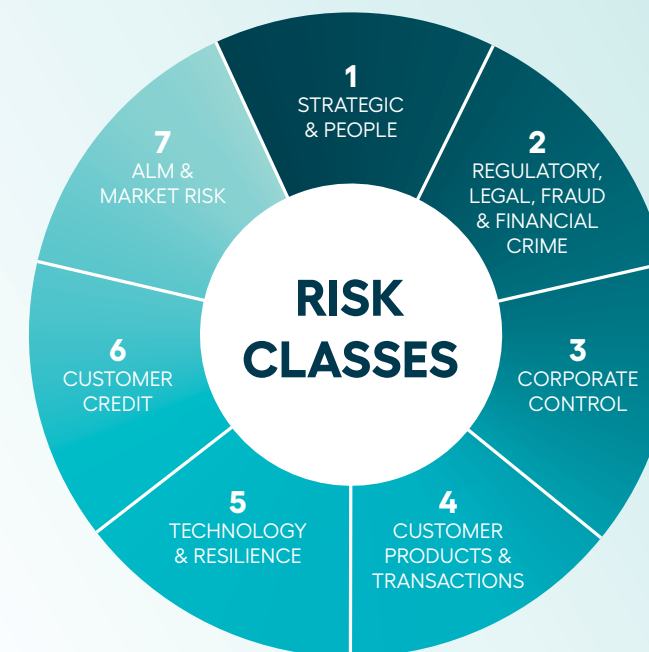 RISK
CLASSES
1
STRATEGIC
& PEOPLE
2
REGULATORY,
LEGAL, FRAUD
& FINANCIAL
CRIME
3
CORPORATE
CONTROL
4
CUSTOMER
PRODUCTS &
TRANSACTIONS
5
TECHNOLOGY
& RESILIENCE
6
CUSTOMER
CREDIT
7
ALM &
MARKET RISK